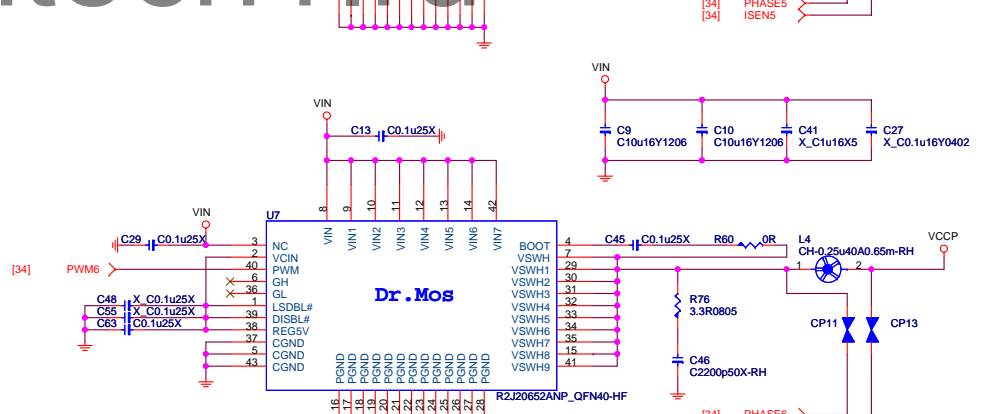 [34] PHASE5
[34] ISEN5
VIN
C9
C10u16Y1206
C10
C10u16Y1206
C41
X_C1u16X5
C27
X_C0.1u16Y0402
VIN
C13 C0.1u25X
8 9 10 11 12 13 14 42
VIN VIN1 VIN2 VIN3 VIN4 VIN5 VIN6 VIN7
VIN
U7
C29 C0.1u25X
3 NC
2 VCIN
[34] PWM6 40 PWM
6 GH
36 GL
C48 X_C0.1u25X 1 LSDBL#
C55 X_C0.1u25X 39 DISBL#
C63 C0.1u25X 38 REG5V
37 CGND
5 CGND
43 CGND
Dr.Mos
BOOT 4
VSWH 7
VSWH1 29
VSWH2 30
VSWH3 31
VSWH4 32
VSWH5 33
VSWH6 34
VSWH7 35
VSWH8 15
VSWH9 41
C45 C0.1u25X R60 0R
L4
CH-0.25u40A0.65m-RH
1 2
VCCP
R76
3.3R0805
CP11 CP13
C46
C2200p50X-RH
PGND PGND PGND PGND PGND PGND PGND PGND PGND PGND PGND PGND PGND
R2J20652ANP_QFN40-HF
16 17 18 19 20 21 22 23 24 25 26 27 28
[34] PHASE6